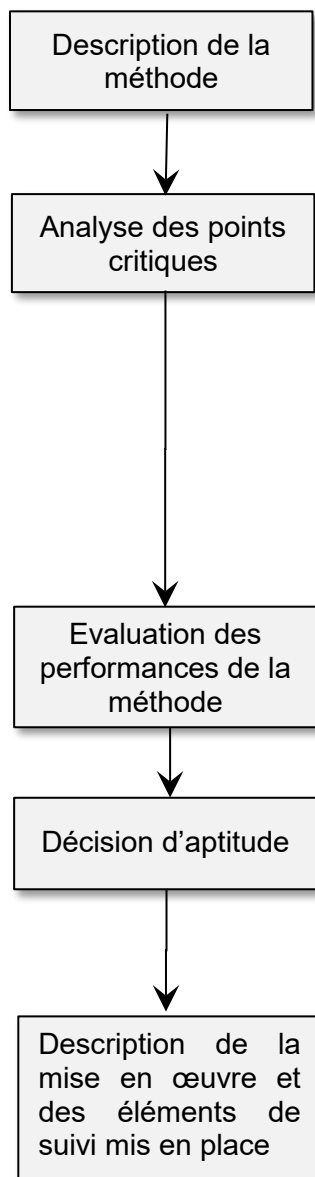 Description de la
méthode
Analyse des points
critiques
Evaluation des
performances de la
méthode
Décision d’aptitude
Description de la
mise en œuvre et
des éléments de
suivi mis en place